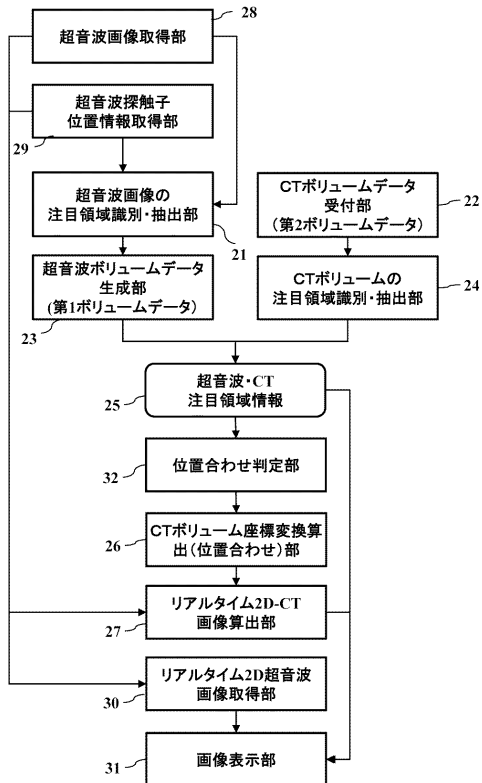 28
超音波画像取得部
超音波探触子
位置情報取得部
29
超音波画像の
注目領域識別・抽出部
21
CTボリュームデータ
受付部
(第2ボリュームデータ)
22
超音波ボリュームデータ
生成部
(第1ボリュームデータ)
23
CTボリュームの
注目領域識別・抽出部
24
超音波・CT
注目領域情報
25
位置合わせ判定部
32
CTボリューム座標変換算
出(位置合わせ)部
26
リアルタイム2D-CT
画像算出部
27
リアルタイム2D超音波
画像取得部
30
画像表示部
31